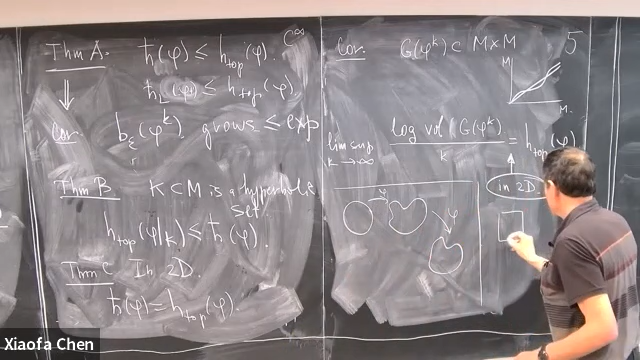 Thm A. ℏ(φ) ≤ h_top(φ). C^∞
ℏ_L(φ) ≤ h_top(φ).
Cor. b_ε(φ^k) grows ≤ exp
Thm B K ⊂ M is a hyperbolic
set.
h_top(φ|_K) ≤ ℏ(φ).
Thm C In 2D.
ℏ(φ) = h_top(φ).
Cor. G(φ^k) ⊂ M×M 5
M
M
lim sup k→∞ log vol (G(φ^k)) / k = h_top(φ)
in 2D
φ
φ
Xiaofa Chen